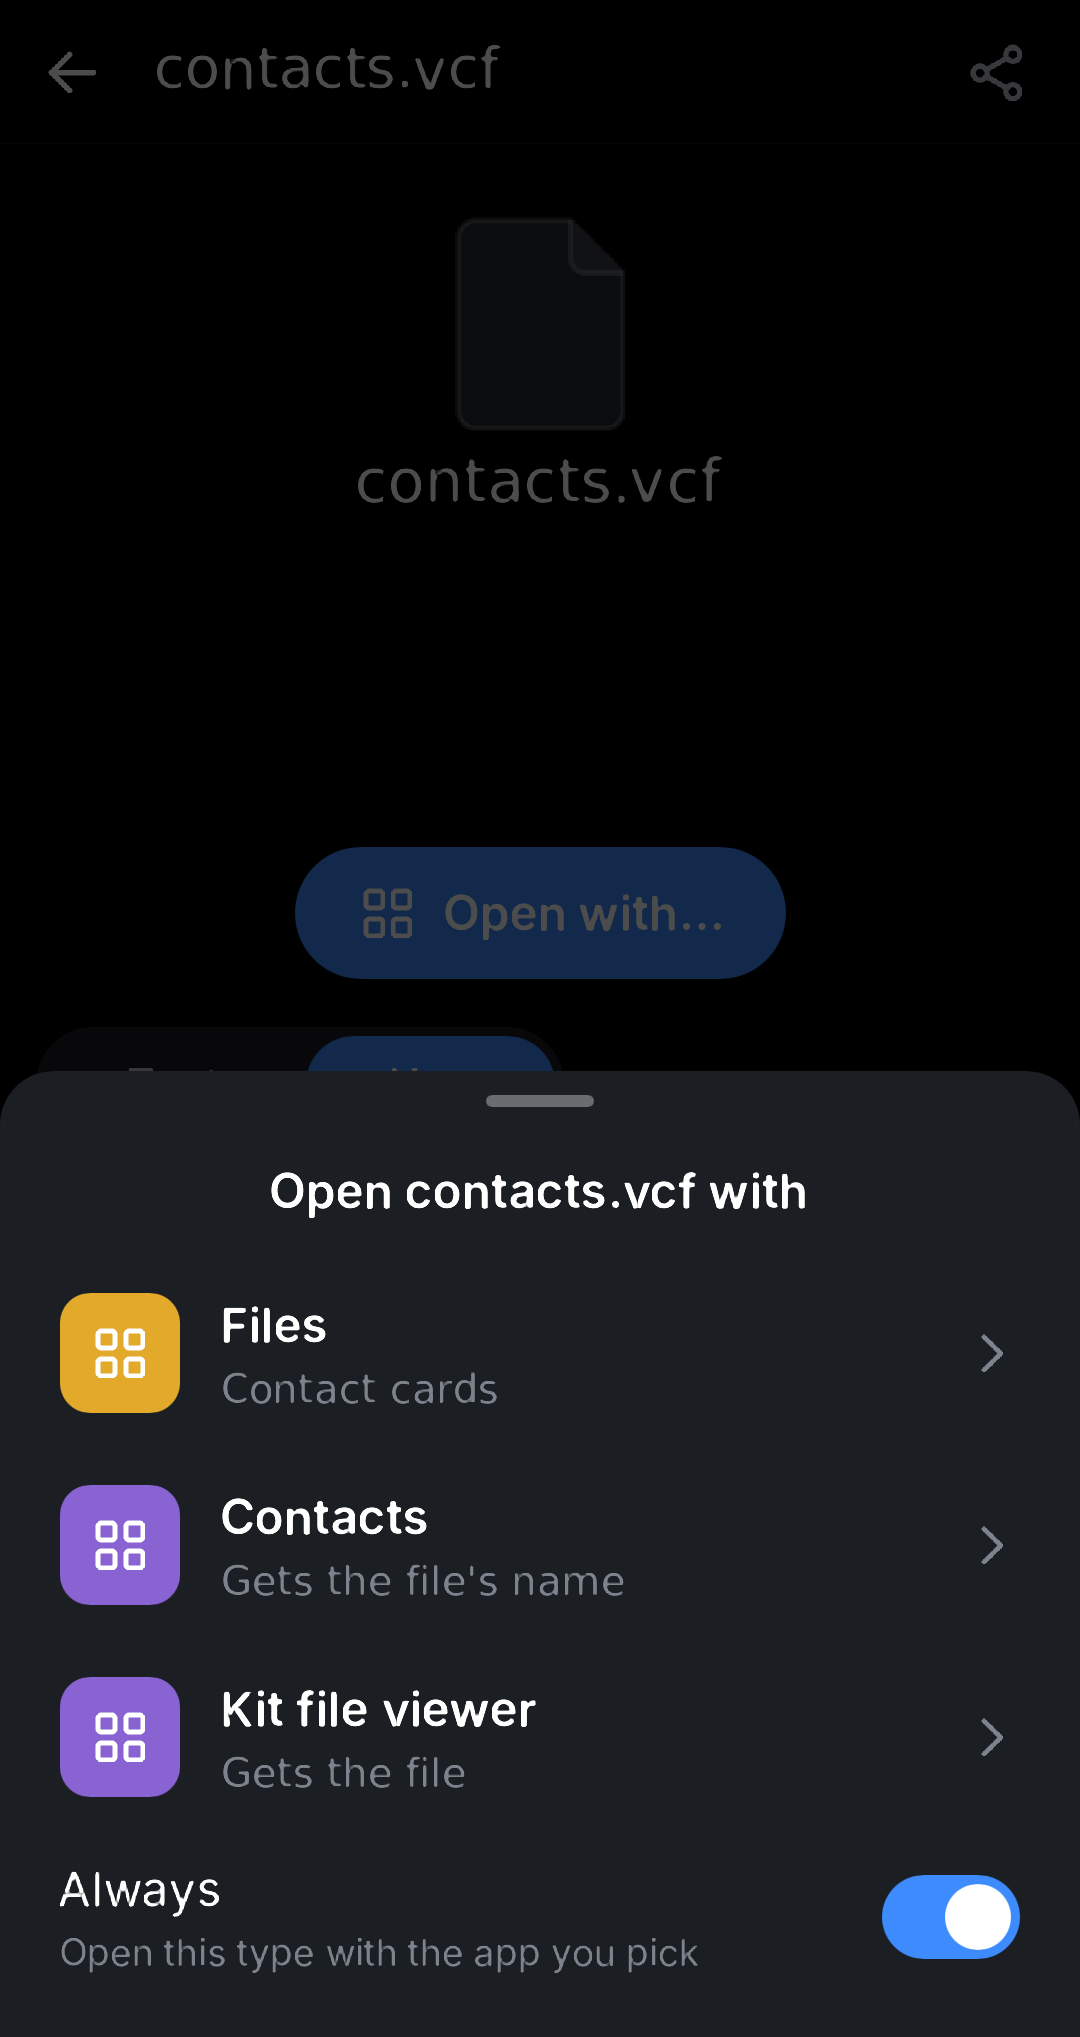 contacts.vcf
contacts.vcf
Open with...
Open contacts.vcf with
Files
Contact cards
Contacts
Gets the file's name
Kit file viewer
Gets the file
Always
Open this type with the app you pick